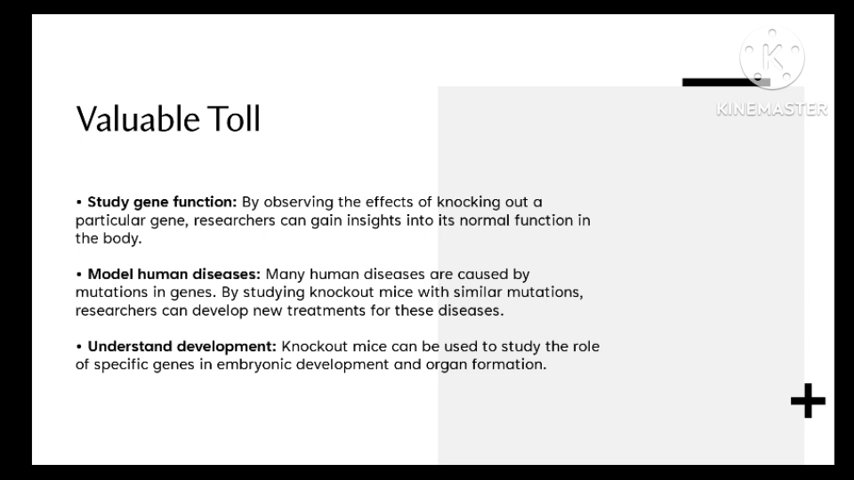 KINEMASTER
Valuable Toll
• Study gene function: By observing the effects of knocking out a
particular gene, researchers can gain insights into its normal function in
the body.
• Model human diseases: Many human diseases are caused by
mutations in genes. By studying knockout mice with similar mutations,
researchers can develop new treatments for these diseases.
• Understand development: Knockout mice can be used to study the role
of specific genes in embryonic development and organ formation.